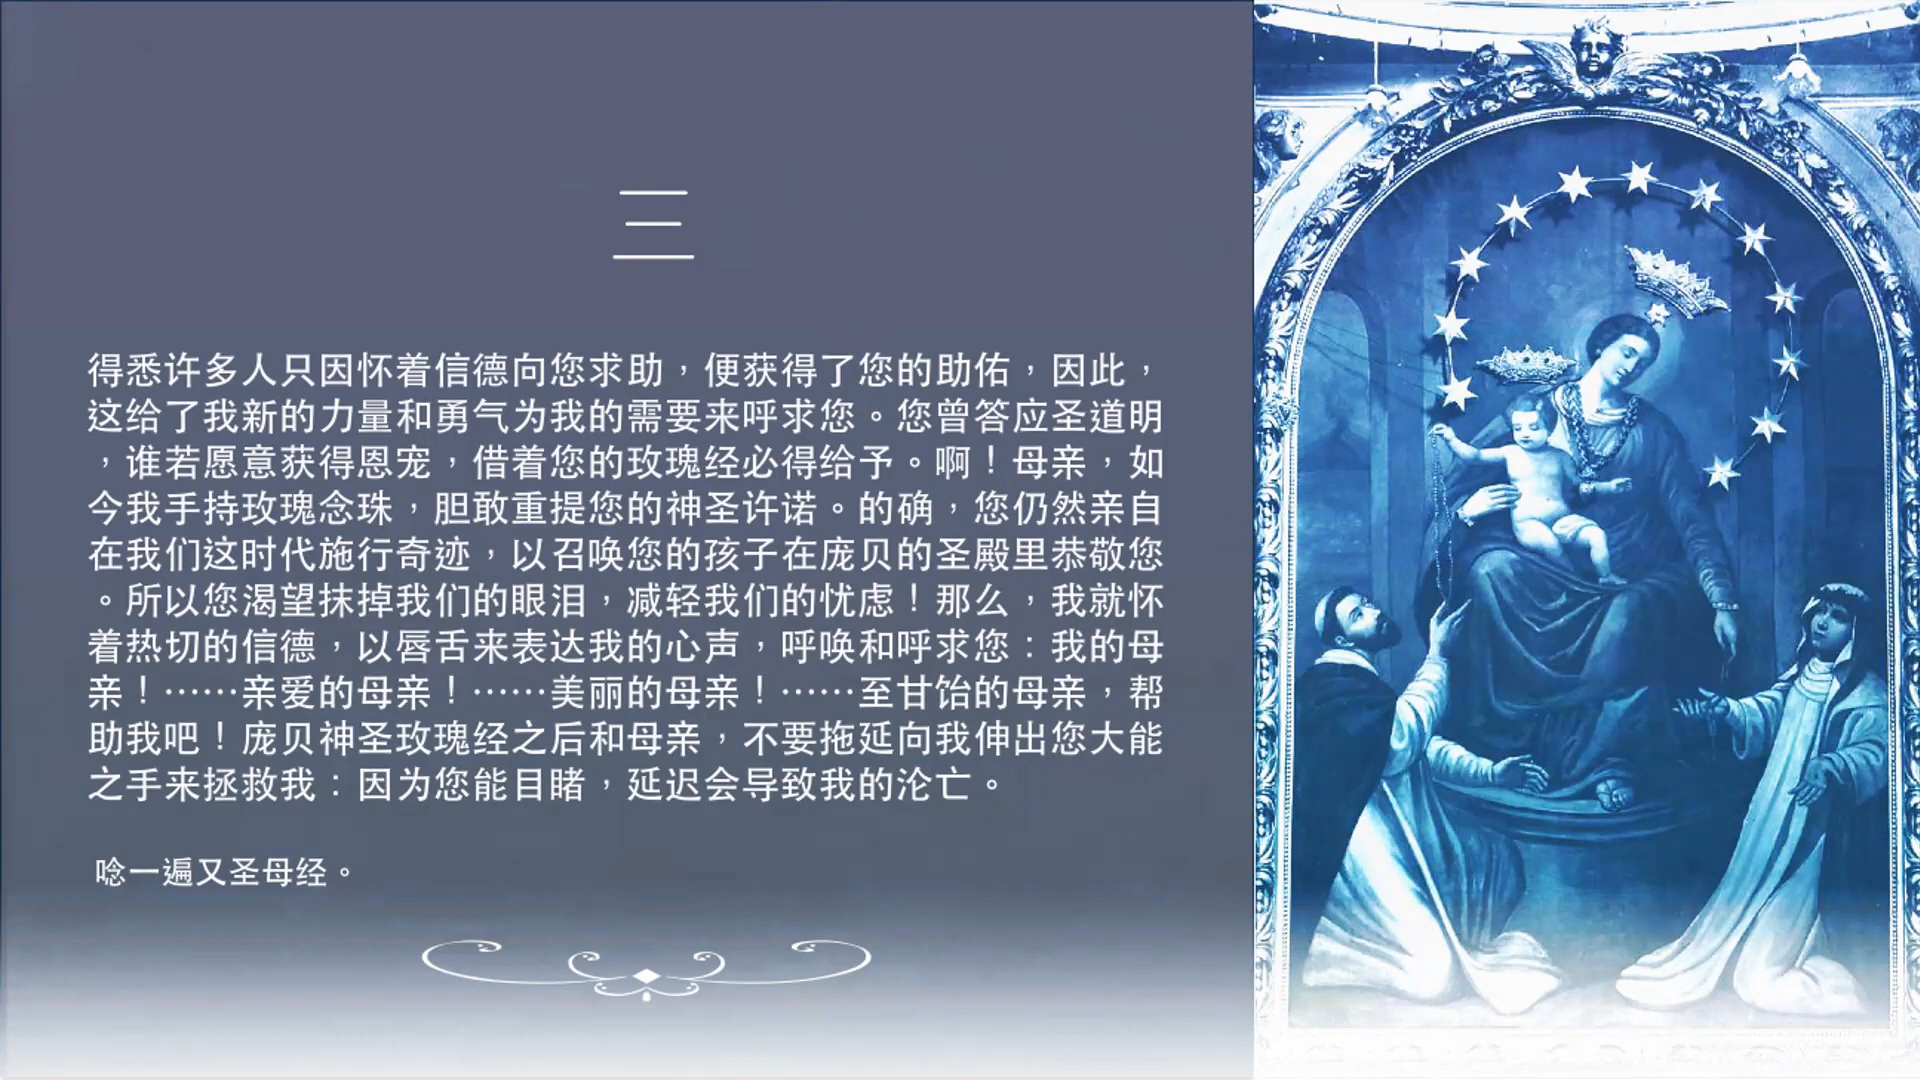 三
得悉许多人只因怀着信德向您求助，便获得了您的助佑，因此，
这给了我新的力量和勇气为我的需要来呼求您。您曾答应圣道明
，谁若愿意获得恩宠，借着您的玫瑰经必得给予。啊！母亲，如
今我手持玫瑰念珠，胆敢重提您的神圣许诺。的确，您仍然亲自
在我们这时代施行奇迹，以召唤您的孩子在庞贝的圣殿里恭敬您
。所以您渴望抹掉我们的眼泪，减轻我们的忧虑！那么，我就怀
着热切的信德，以唇舌来表达我的心声，呼唤和呼求您：我的母
亲！……亲爱的母亲！……美丽的母亲！……至甘饴的母亲，帮
助我吧！庞贝神圣玫瑰经之后和母亲，不要拖延向我伸出您大能
之手来拯救我：因为您能目睹，延迟会导致我的沦亡。
唸一遍又圣母经。